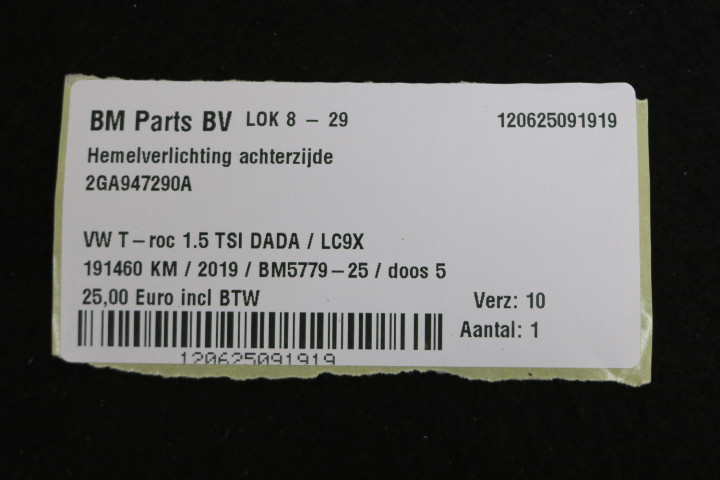 BM Parts BV LOK 8 - 29 120625091919
Hemelverlichting achterzijde
2GA947290A
VW T-roc 1.5 TSI DADA / LC9X
191460 KM / 2019 / BM5779-25 / doos 5
25,00 Euro incl BTW Verz: 10
Aantal: 1
120625091919